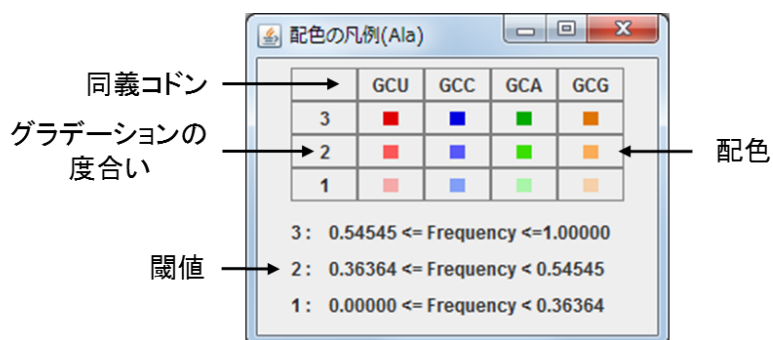 配色の凡例(Ala)
同義コドン
GCU GCC GCA GCG
3
グラデーションの
度合い
2
配色
1
3 : 0.54545 <= Frequency <=1.00000
閾値
2 : 0.36364 <= Frequency < 0.54545
1 : 0.00000 <= Frequency < 0.36364